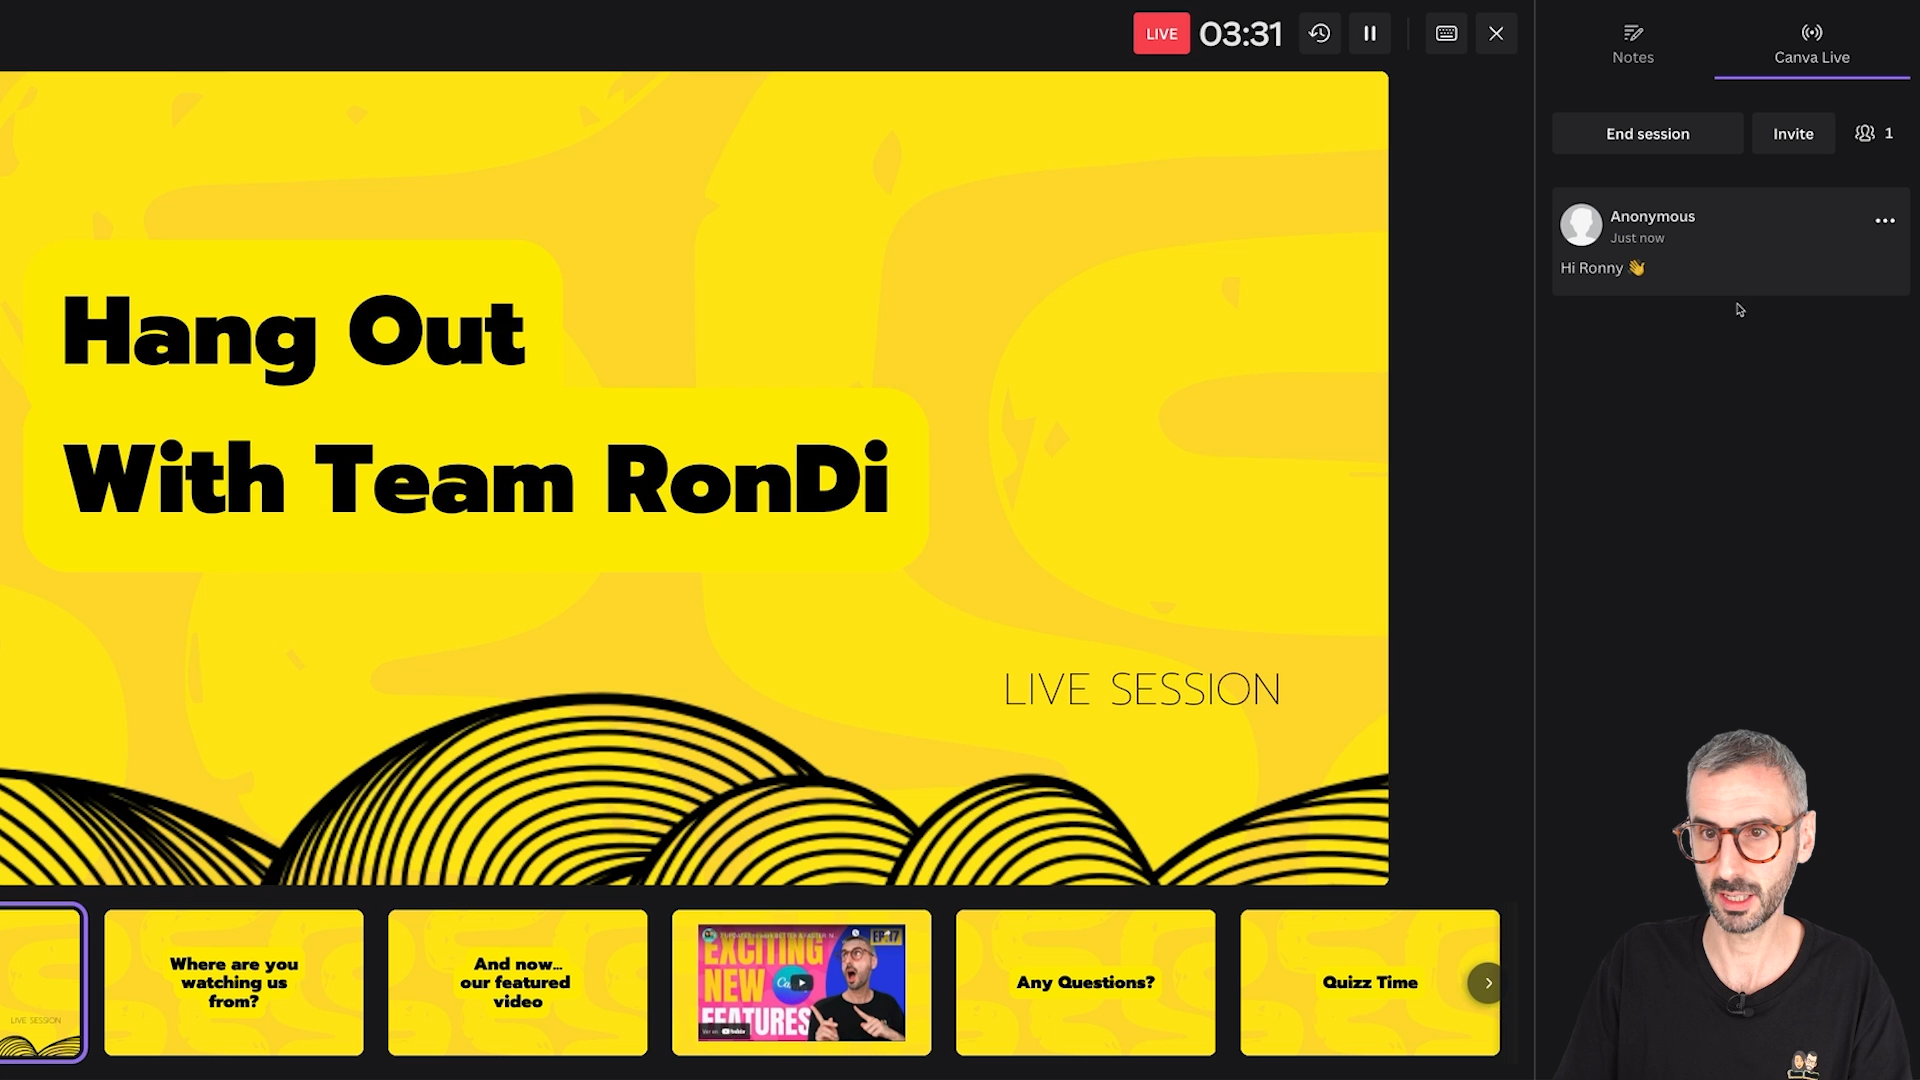 LIVE
03:31
Notes
Canva Live
End session
Invite
1
Anonymous
Just now
Hi Ronny 👋
Hang Out
With Team RonDi
LIVE SESSION
LIVE SESSION
Where are you
watching us
from?
And now...
our featured
video
EXCITING
NEW
FEATURES
EP.17
Any Questions?
Quizz Time